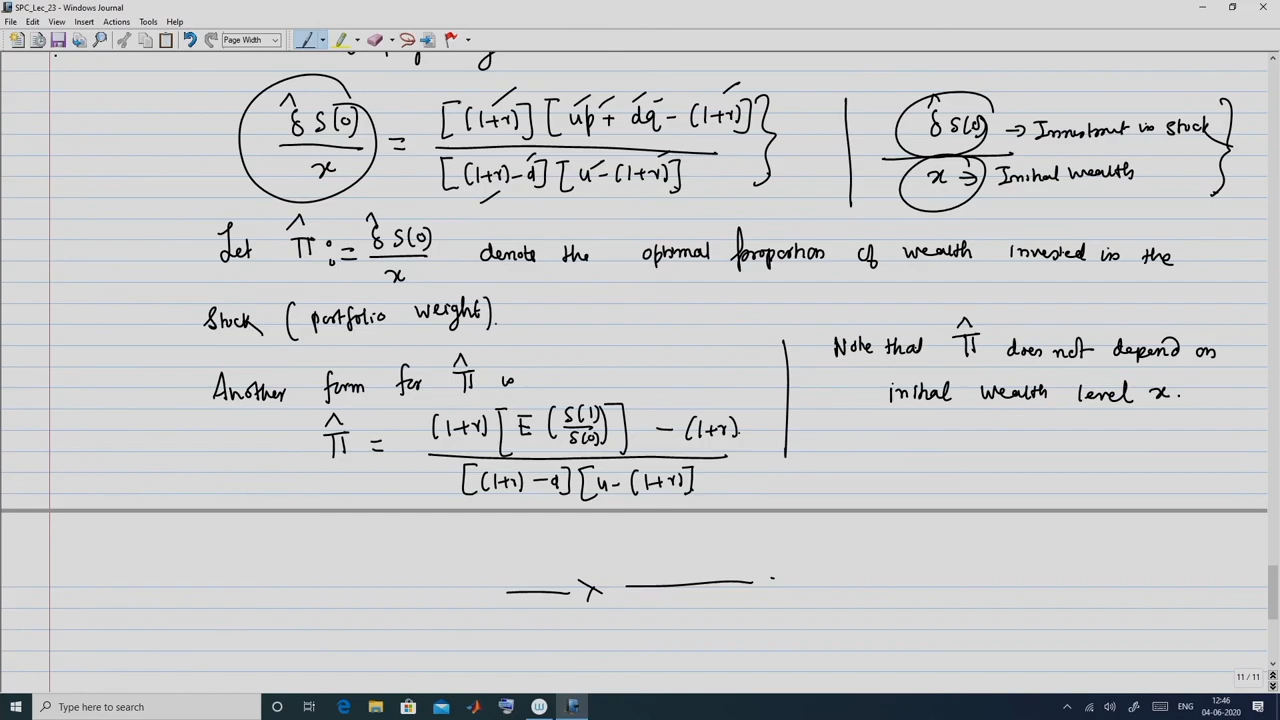 SPC_Lec_23 - Windows Journal
File Edit View Insert Actions Tools Help
Page Width
δ̂ S(0) / x = [(1+r)] [up + dq - (1+r)] / [(1+r)-d] [u-(1+r)]
δ̂ S(0) → Investment in stock
x → Initial wealth
Let π̂ := δ̂ S(0) / x denote the optimal proportion of wealth invested in the
Stock (portfolio weight).
Another form for π̂ is
π̂ = (1+r) [E (S(1)/S(0))] - (1+r) / [(1+r)-d] [u-(1+r)]
Note that π̂ does not depend on
initial wealth level x.
11 / 11
Type here to search
ENG
12:46
04-06-2020